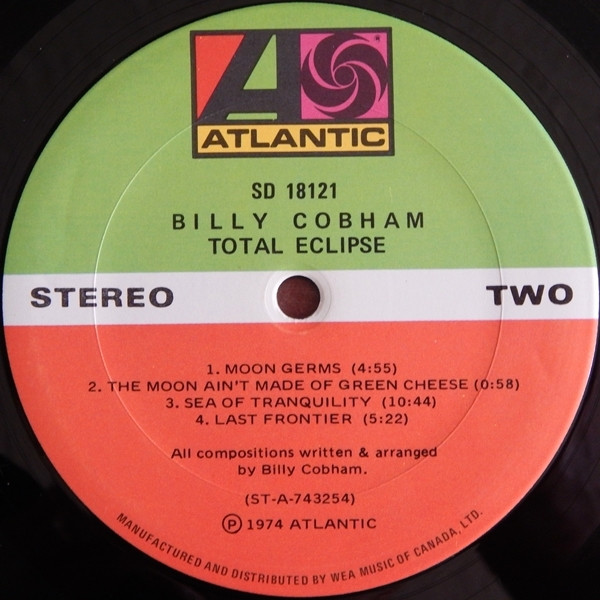 ATLANTIC
SD 18121
BILLY COBHAM
TOTAL ECLIPSE
STEREO TWO
1. MOON GERMS (4:55)
2. THE MOON AIN'T MADE OF GREEN CHEESE (0:58)
3. SEA OF TRANQUILITY (10:44)
4. LAST FRONTIER (5:22)
All compositions written & arranged
by Billy Cobham.
(ST-A-743254)
Ⓟ 1974 ATLANTIC
MANUFACTURED AND DISTRIBUTED BY WEA MUSIC OF CANADA, LTD.